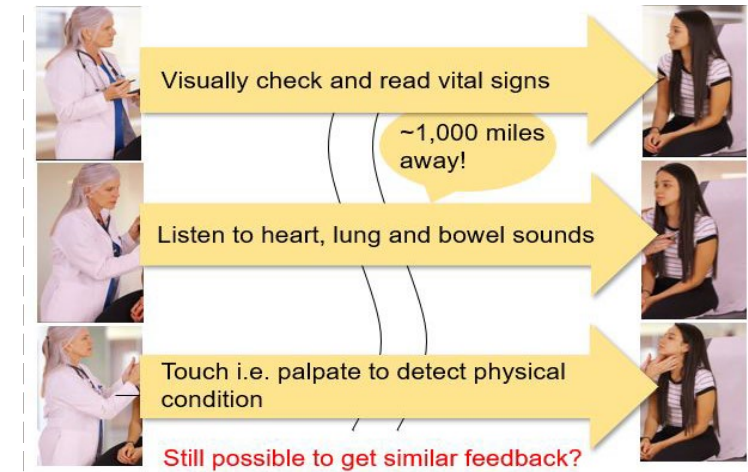 Visually check and read vital signs
~1,000 miles
away!
Listen to heart, lung and bowel sounds
Touch i.e. palpate to detect physical
condition
Still possible to get similar feedback?